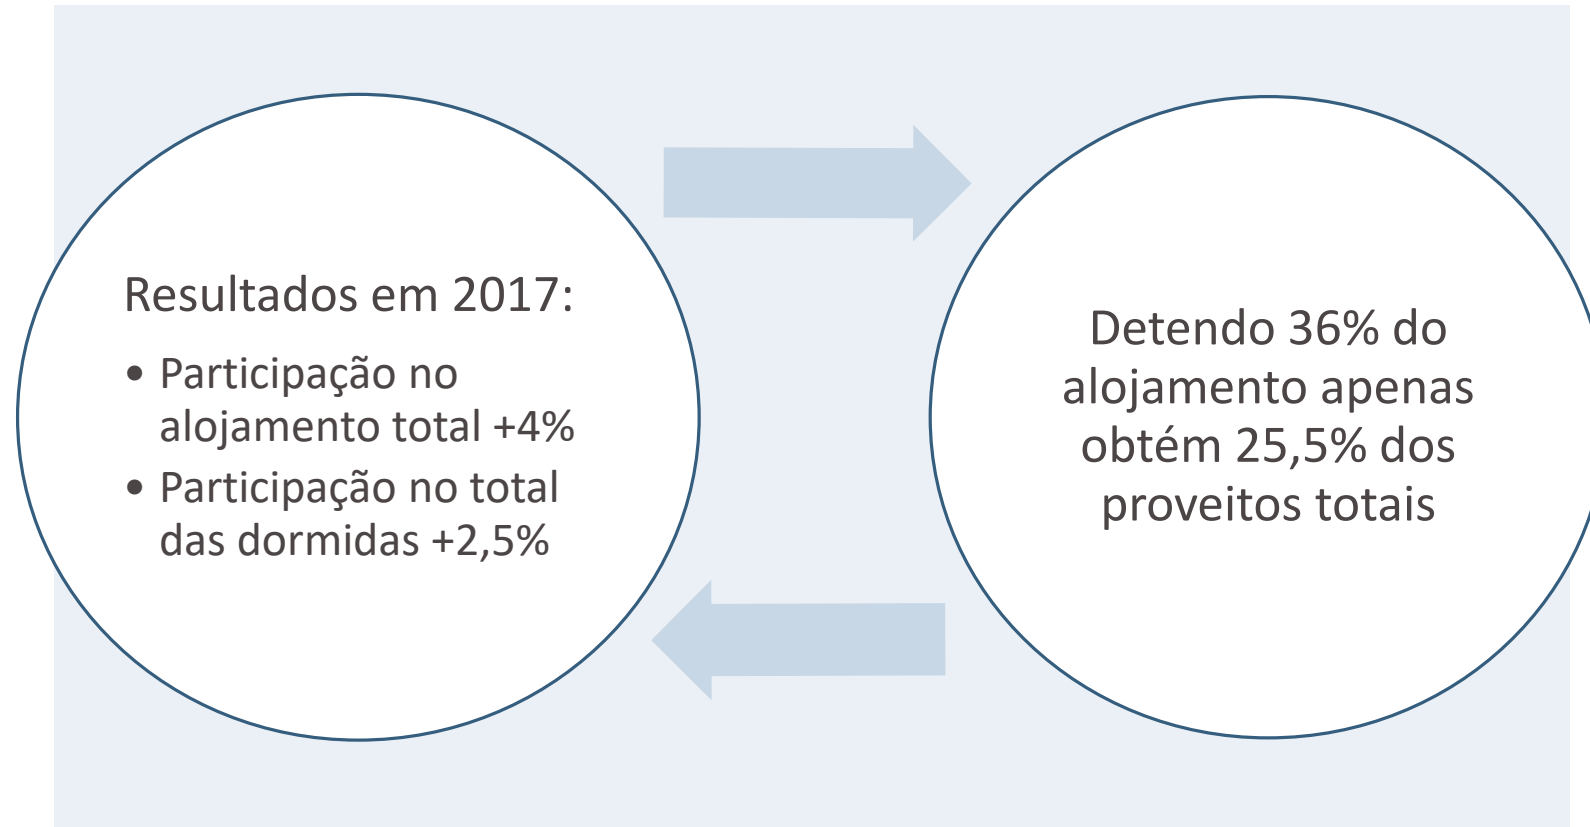 Resultados em 2017:
• Participação no
alojamento total +4%
• Participação no total
das dormidas +2,5%
Detendo 36% do
alojamento apenas
obtém 25,5% dos
proveitos totais